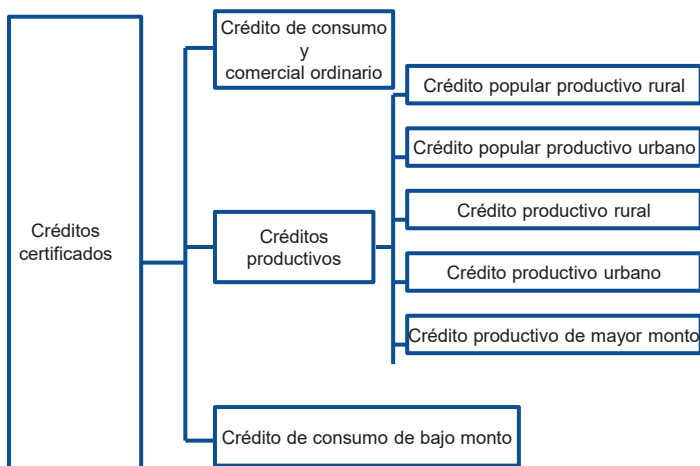 Créditos
certificados
Crédito de consumo
y
comercial ordinario
Créditos
productivos
Crédito popular productivo rural
Crédito popular productivo urbano
Crédito productivo rural
Crédito productivo urbano
Crédito productivo de mayor monto
Crédito de consumo de bajo monto